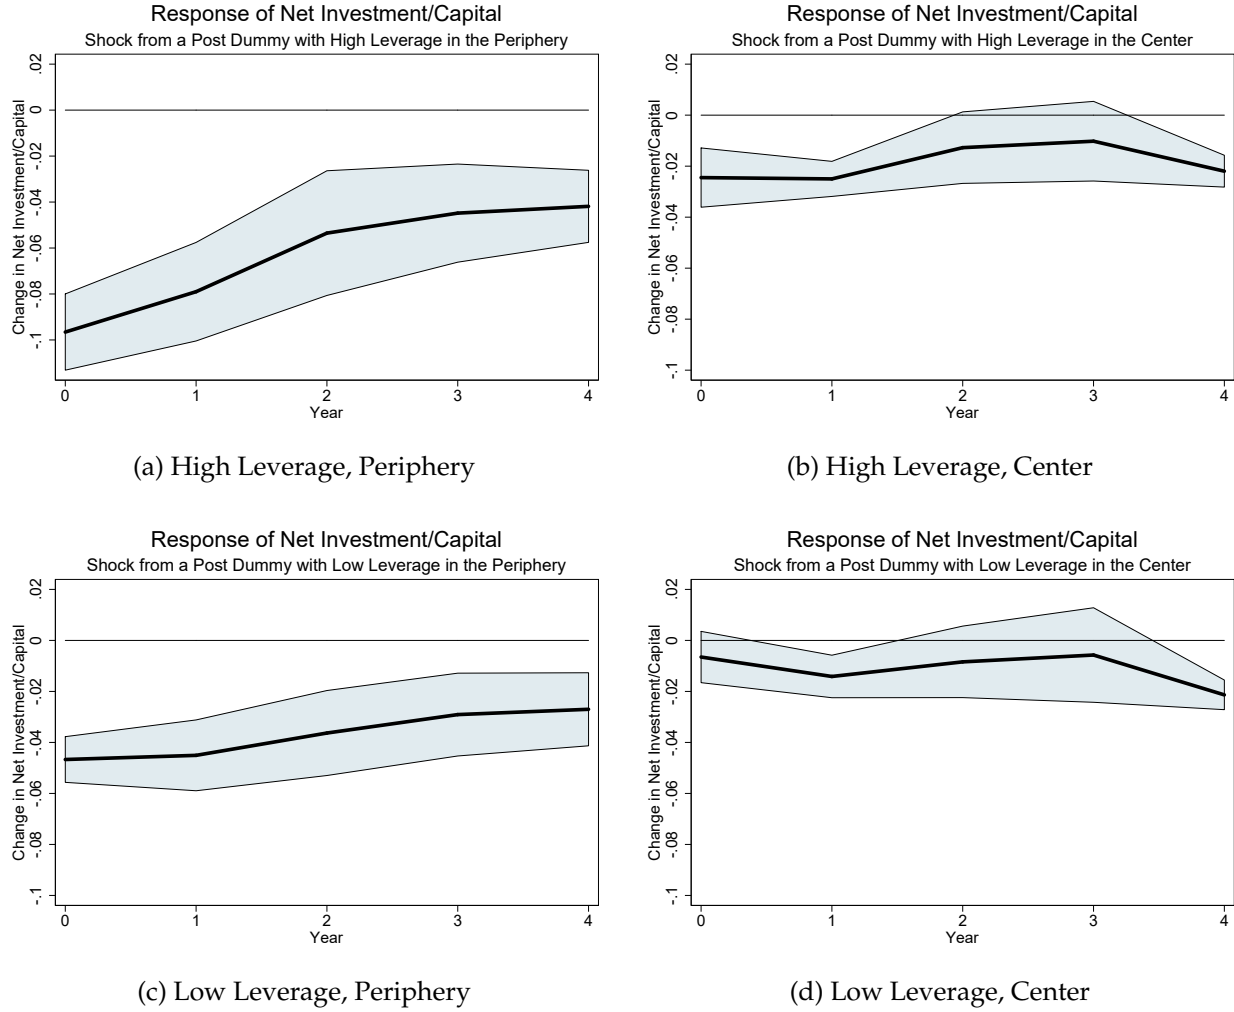 Response of Net Investment/Capital
Shock from a Post Dummy with High Leverage in the Periphery
Change in Net Investment/Capital
.02
0
-.02
-.04
-.06
-.08
-.1
0 1 2 3 4
Year
(a) High Leverage, Periphery
Response of Net Investment/Capital
Shock from a Post Dummy with High Leverage in the Center
Change in Net Investment/Capital
.02
0
-.02
-.04
-.06
-.08
-.1
0 1 2 3 4
Year
(b) High Leverage, Center
Response of Net Investment/Capital
Shock from a Post Dummy with Low Leverage in the Periphery
Change in Net Investment/Capital
.02
0
-.02
-.04
-.06
-.08
-.1
0 1 2 3 4
Year
(c) Low Leverage, Periphery
Response of Net Investment/Capital
Shock from a Post Dummy with Low Leverage in the Center
Change in Net Investment/Capital
.02
0
-.02
-.04
-.06
-.08
-.1
0 1 2 3 4
Year
(d) Low Leverage, Center